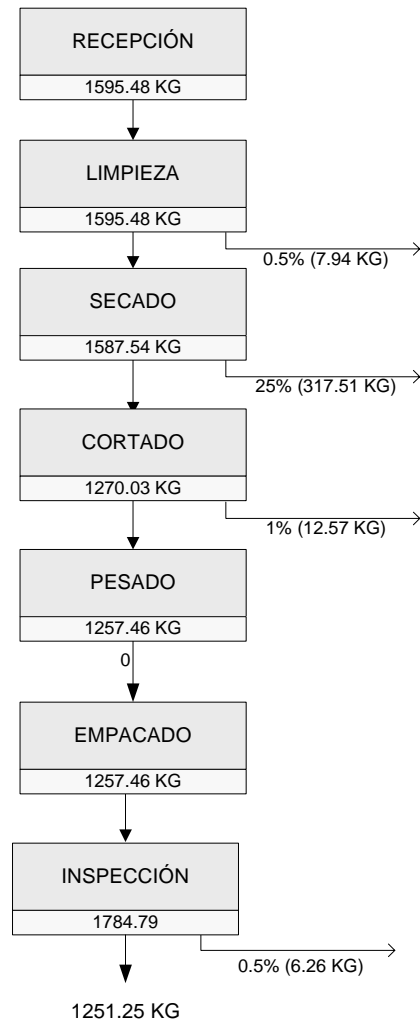 RECEPCIÓN
1595.48 KG
LIMPIEZA
1595.48 KG
0.5% (7.94 KG)
SECADO
1587.54 KG
25% (317.51 KG)
CORTADO
1270.03 KG
1% (12.57 KG)
PESADO
1257.46 KG
0
EMPACADO
1257.46 KG
INSPECCIÓN
1784.79
0.5% (6.26 KG)
1251.25 KG